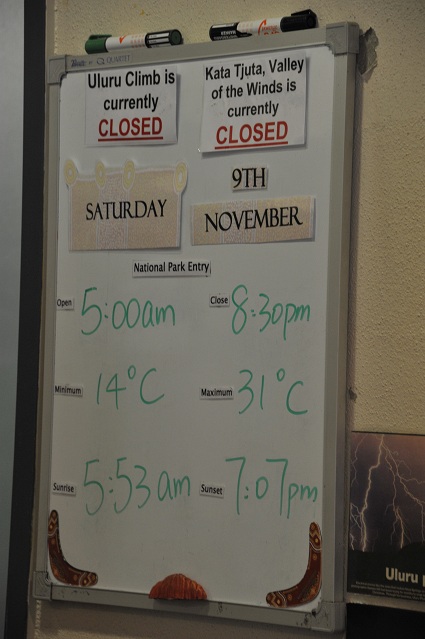 QUARTET
Uluru Climb is
currently
CLOSED
Kata Tjuta, Valley
of the Winds is
currently
CLOSED
SATURDAY
9TH
NOVEMBER
National Park Entry
Open 5:00am Close 8:30pm
Minimum 14°C Maximum 31°C
Sunrise 5:53am Sunset 7:07pm
Uluru